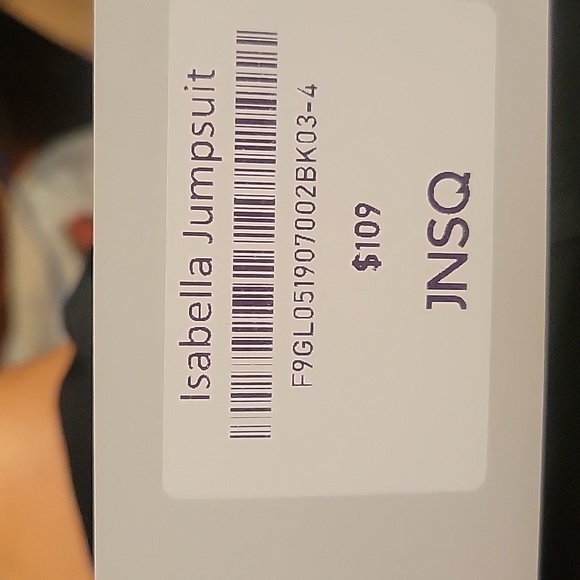 Isabella Jumpsuit
F9GL051907002BK03-4
$109
JNSQ